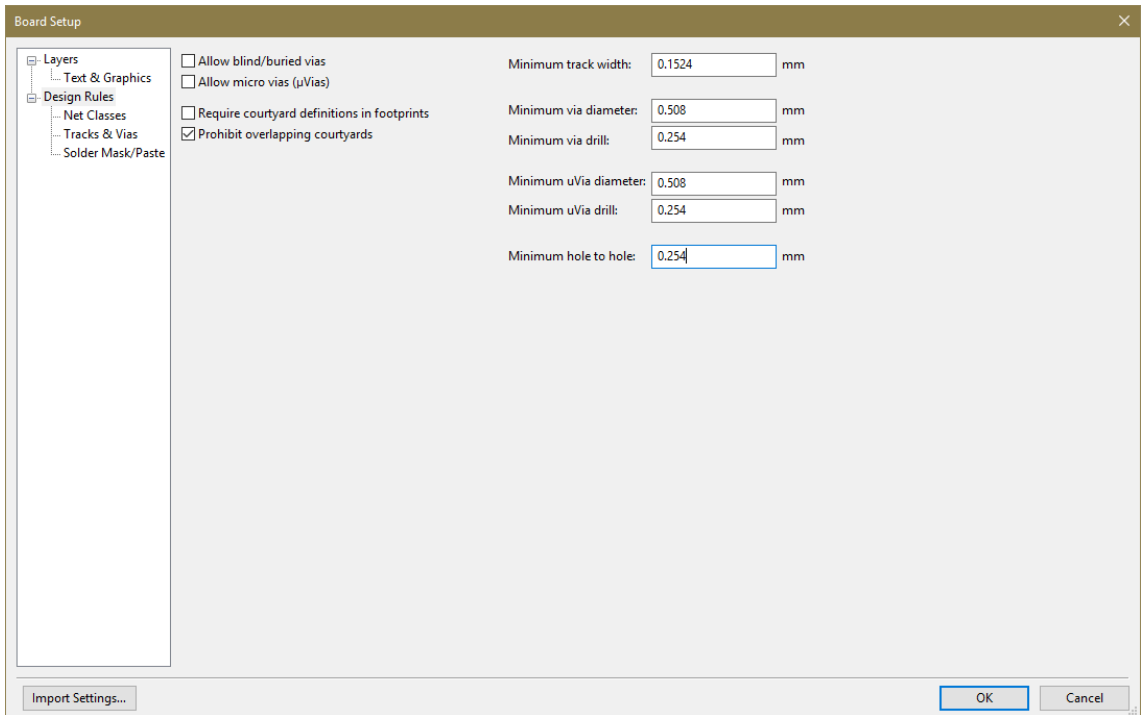 Board Setup
Layers
Text & Graphics
Design Rules
Net Classes
Tracks & Vias
Solder Mask/Paste
Allow blind/buried vias
Allow micro vias (µVias)
Require courtyard definitions in footprints
Prohibit overlapping courtyards
Minimum track width: 0.1524 mm
Minimum via diameter: 0.508 mm
Minimum via drill: 0.254 mm
Minimum uVia diameter: 0.508 mm
Minimum uVia drill: 0.254 mm
Minimum hole to hole: 0.254 mm
Import Settings... OK Cancel